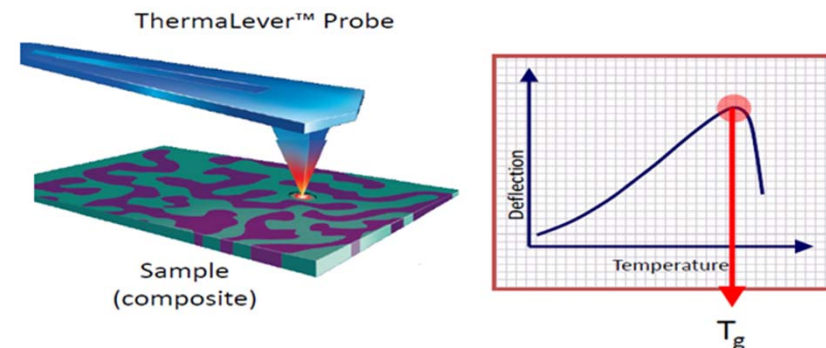 ThermaLever™ Probe
Sample
(composite)
Deflection
Temperature
Tg